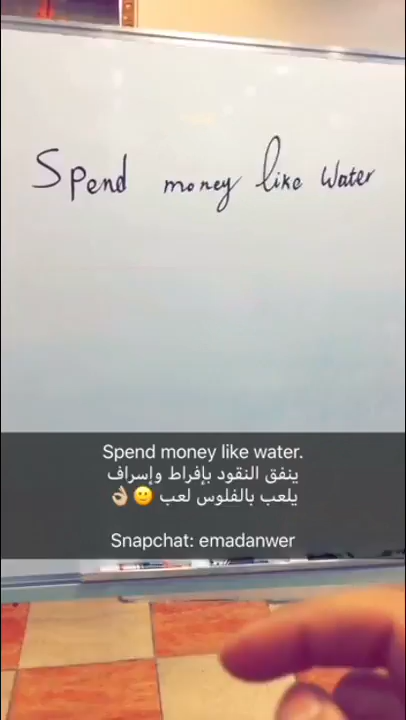 Spend money like Water
Spend money like water.
ينفق النقود بإفراط وإسراف
يلعب بالفلوس لعب 🙂👌🏼
Snapchat: emadanwer